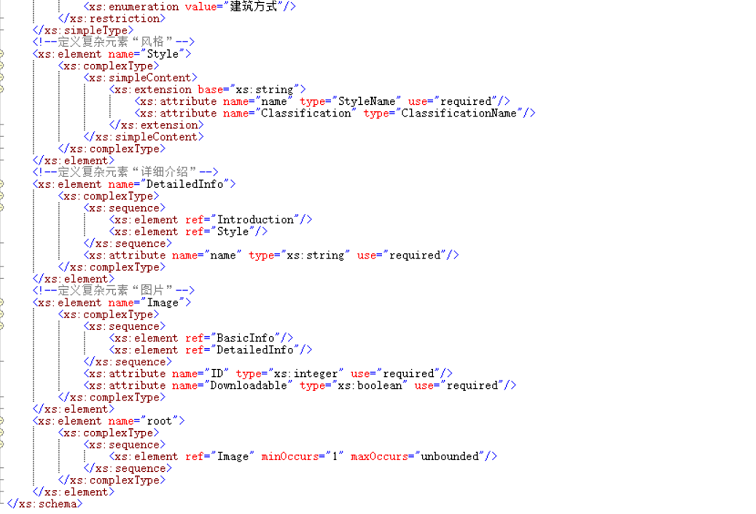 <xs:enumeration value="建筑方式"/>
</xs:restriction>
</xs:simpleType>
<!--定义复杂元素“风格”-->
<xs:element name="Style">
<xs:complexType>
<xs:simpleContent>
<xs:extension base="xs:string">
<xs:attribute name="name" type="StyleName" use="required"/>
<xs:attribute name="Classification" type="ClassificationName"/>
</xs:extension>
</xs:simpleContent>
</xs:complexType>
</xs:element>
<!--定义复杂元素“详细介绍”-->
<xs:element name="DetailedInfo">
<xs:complexType>
<xs:sequence>
<xs:element ref="Introduction"/>
<xs:element ref="Style"/>
</xs:sequence>
<xs:attribute name="name" type="xs:string" use="required"/>
</xs:complexType>
</xs:element>
<!--定义复杂元素“图片”-->
<xs:element name="Image">
<xs:complexType>
<xs:sequence>
<xs:element ref="BasicInfo"/>
<xs:element ref="DetailedInfo"/>
</xs:sequence>
<xs:attribute name="ID" type="xs:integer" use="required"/>
<xs:attribute name="Downloadable" type="xs:boolean" use="required"/>
</xs:complexType>
</xs:element>
<xs:element name="root">
<xs:complexType>
<xs:sequence>
<xs:element ref="Image" minOccurs="1" maxOccurs="unbounded"/>
</xs:sequence>
</xs:complexType>
</xs:element>
</xs:schema>